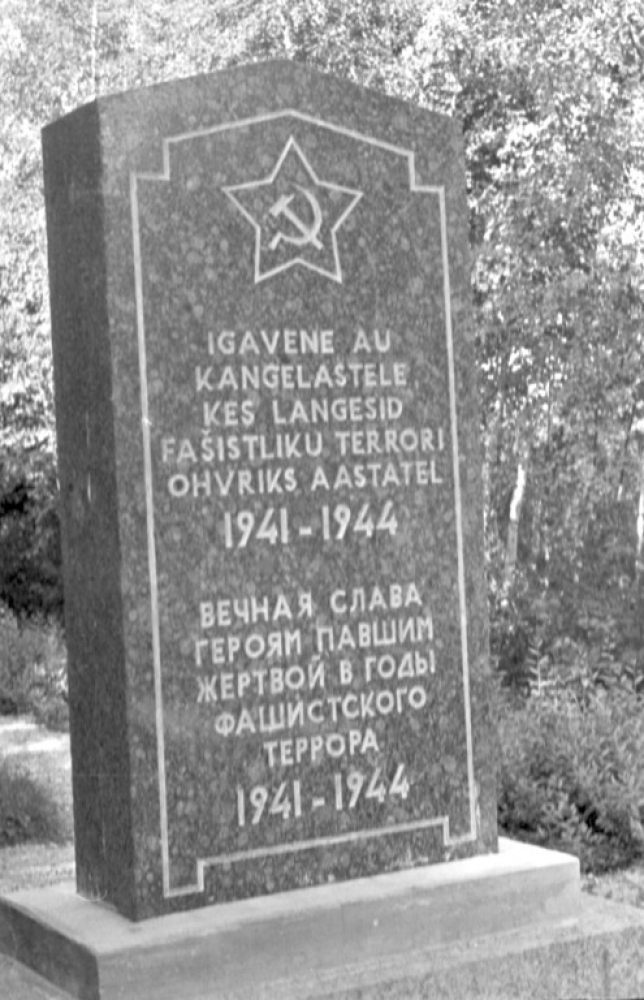 IGAVENE AU
KANGELASTELE,
KES LANGESID
FAŠISTLIKU TERRORI
OHVRIKS AASTATEL
1941-1944
ВЕЧНАЯ СЛАВА
ГЕРОЯМ ПАВШИМ
ЖЕРТВОЙ В ГОДЫ
ФАШИСТСКОГО
ТЕРРОРА
1941-1944